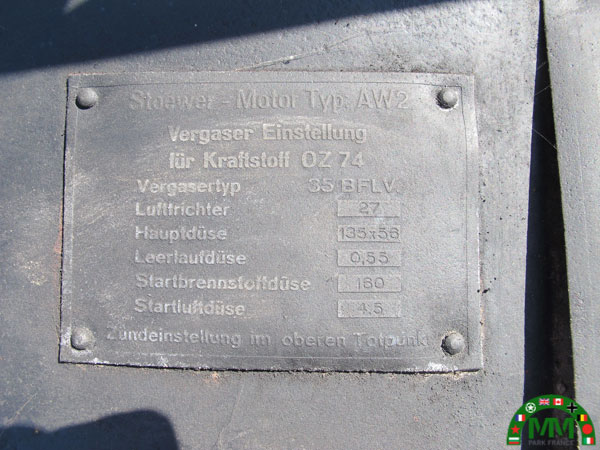 Stoewer - Motor Typ: AW2
Vergaser Einstellung
für Kraftstoff OZ 74
Vergasertyp 35 BFLV
Luftrichter 27
Hauptdüse 135x56
Leerlaufdüse 0,55
Startbrennstoffdüse 160
Startluftdüse 4,5
Zündeinstellung im oberen Totpunkt
MM
PARK FRANCE